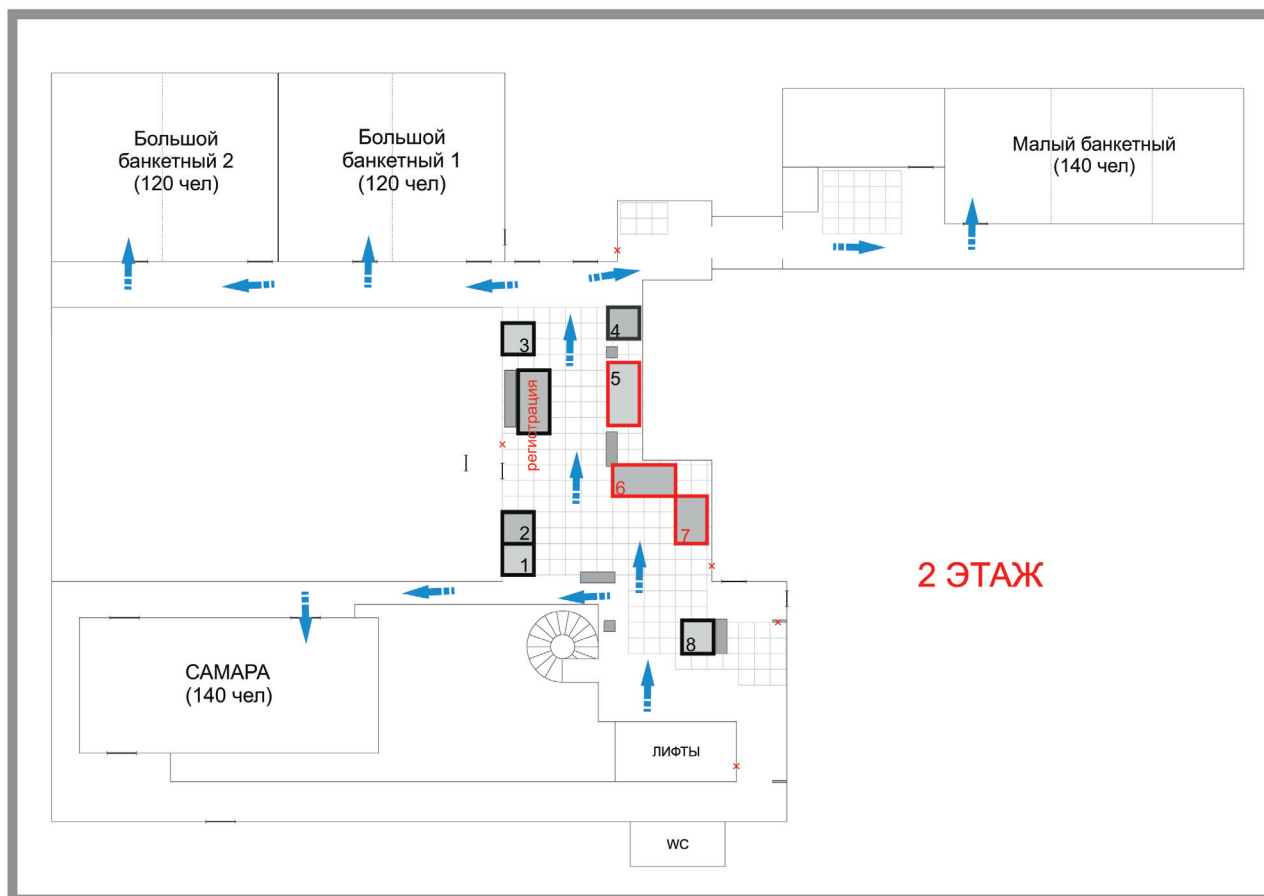 Большой
банкетный 2
(120 чел)
Большой
банкетный 1
(120 чел)
Малый банкетный
(140 чел)
3
4
5
регистрация
6
2
7
1
2 ЭТАЖ
8
САМАРА
(140 чел)
ЛИФТЫ
WC